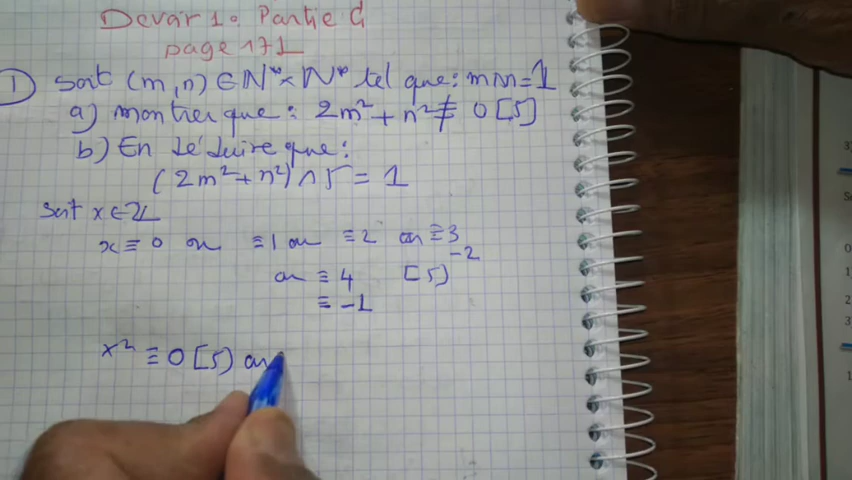 Devoir 1: Partie G
page 171
1 Soit (m,n) ∈ N* × N* tel que: m∧n=1
a) montrer que: 2m² + n² ≢ 0 [5]
b) En déduire que:
(2m² + n²) ∧ 5 = 1
Soit x ∈ Z
x ≡ 0 ou ≡ 1 ou ≡ 2 ou ≡ 3
-2
ou ≡ 4 [5]
≡ -1
x² ≡ 0 [5] ou